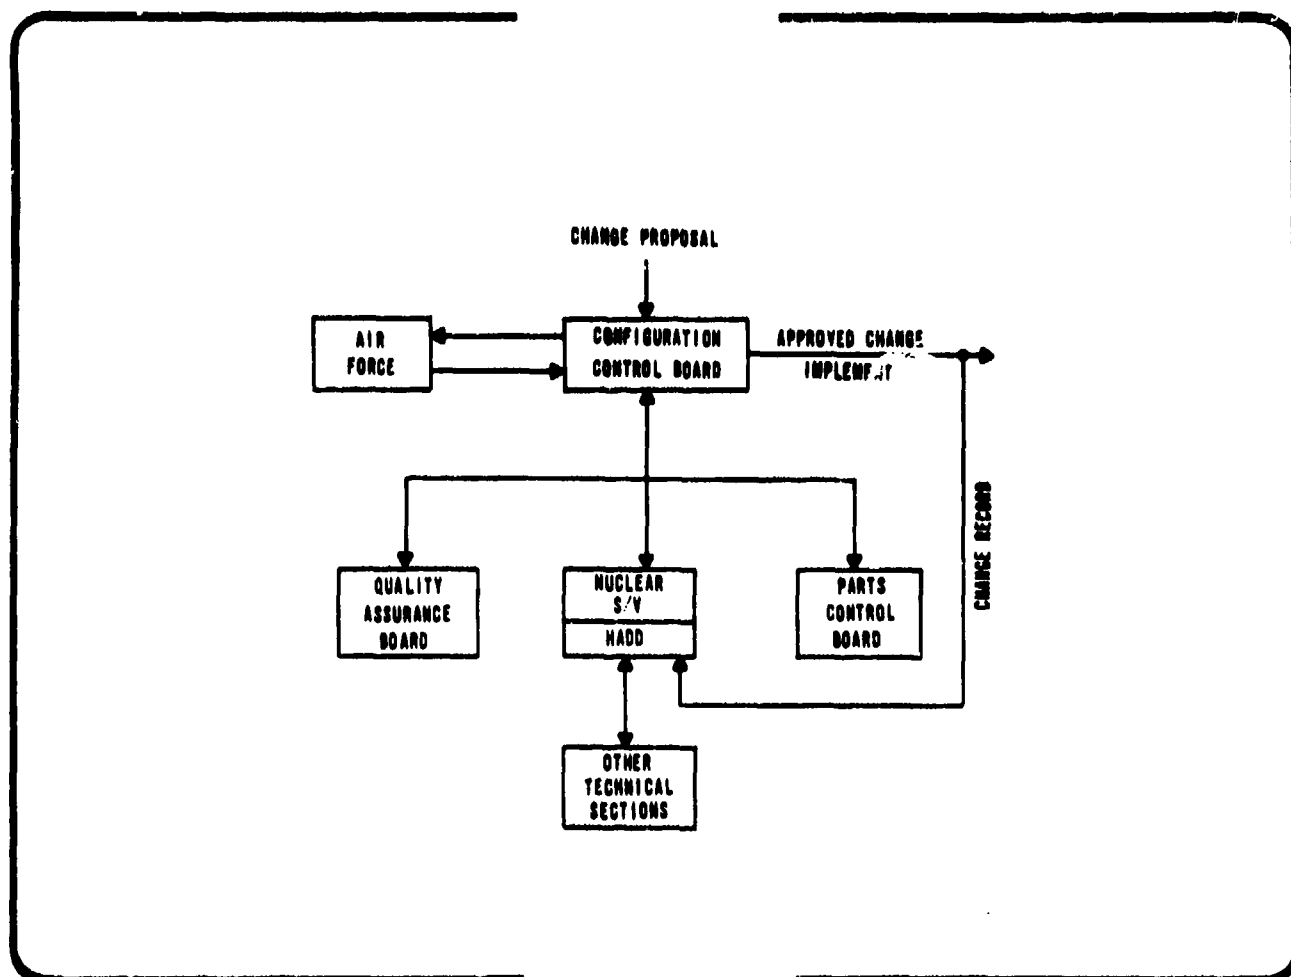 CHANGE PROPOSAL
AIR
FORCE
CONFIGURATION
CONTROL BOARD
APPROVED CHANGE
CHANGE RECORD
QUALITY
ASSURANCE
BOARD
NUCLEAR
S/V
HADD
PARTS
CONTROL
BOARD
OTHER
TECHNICAL
SECTIONS